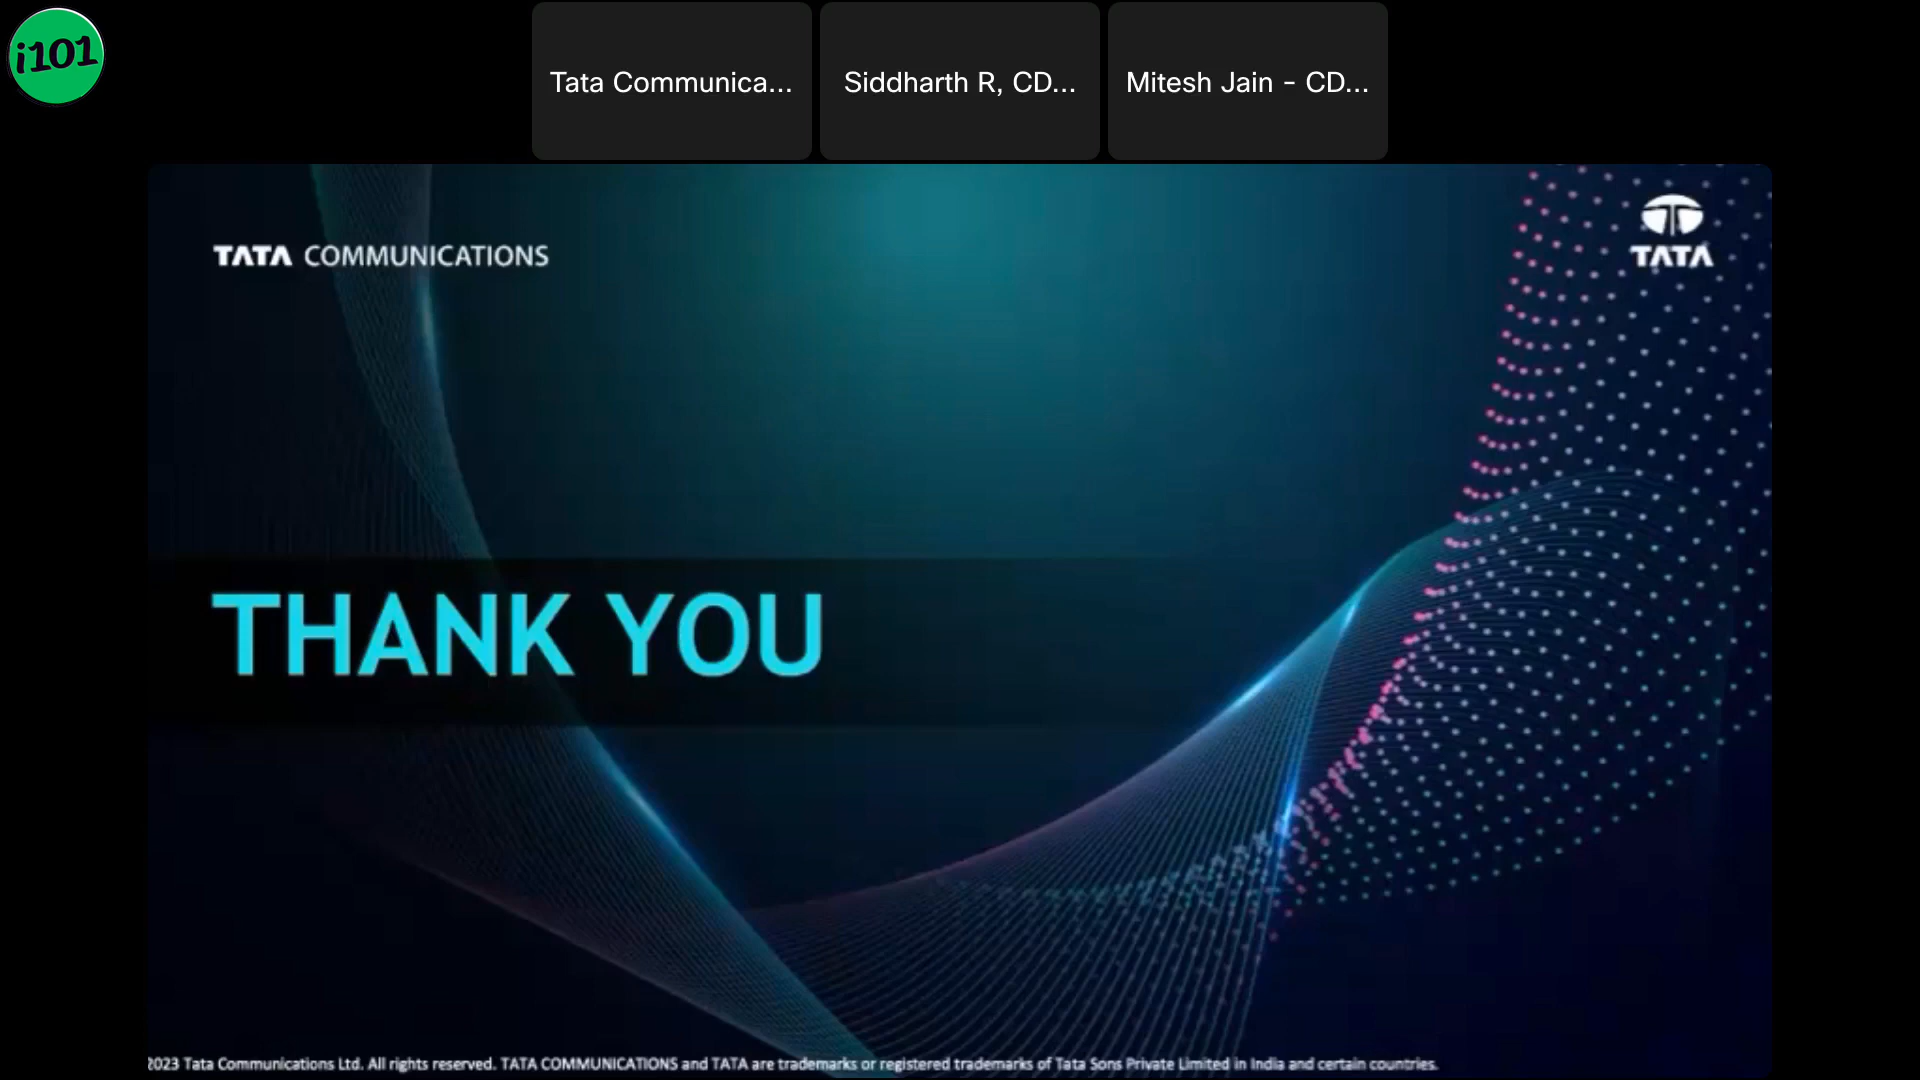 i101
Tata Communica...
Siddharth R, CD...
Mitesh Jain - CD...
TATA COMMUNICATIONS
TATA
THANK YOU
2023 Tata Communications Ltd. All rights reserved. TATA COMMUNICATIONS and TATA are trademarks or registered trademarks of Tata Sons Private Limited in India and certain countries.